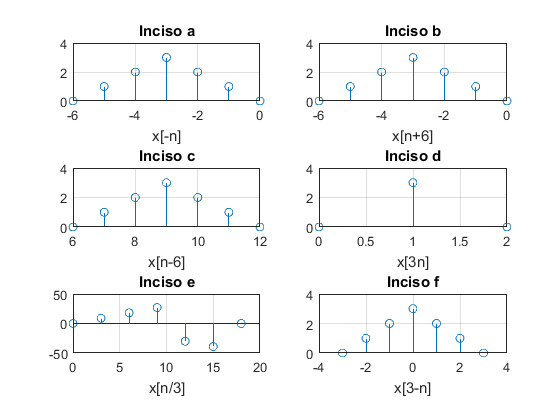 Inciso a
4
2
0
-6 -4 -2 0
x[-n]
Inciso b
4
2
0
-6 -4 -2 0
x[n+6]
Inciso c
4
2
0
6 8 10 12
x[n-6]
Inciso d
4
2
0
0 0.5 1 1.5 2
x[3n]
Inciso e
50
0
-50
0 5 10 15 20
x[n/3]
Inciso f
4
2
0
-4 -2 0 2 4
x[3-n]